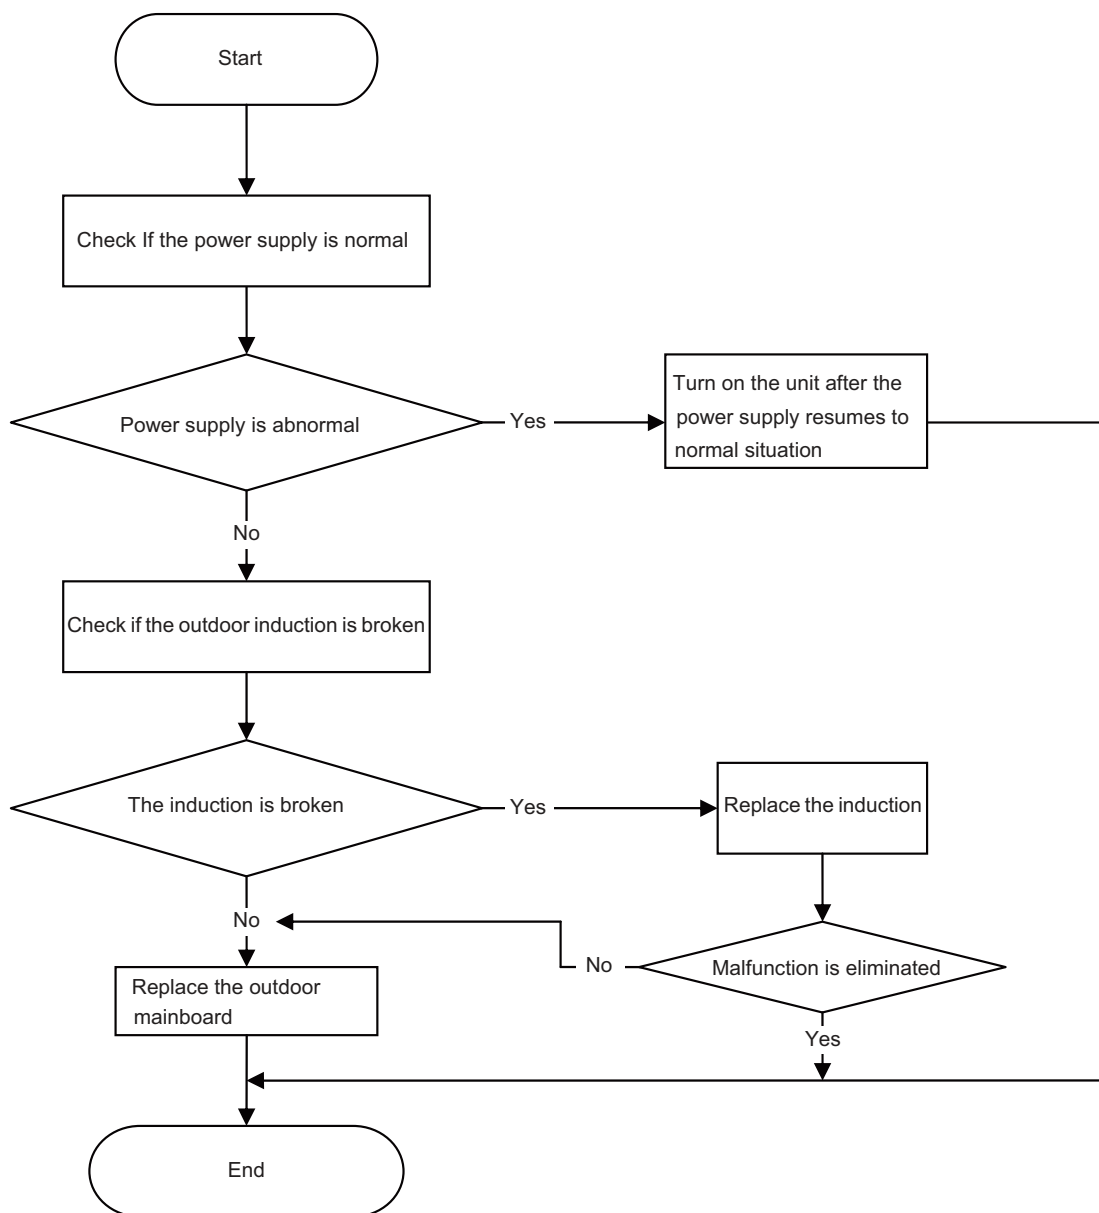 Start
Check If the power supply is normal
Power supply is abnormal
Yes
Turn on the unit after the
power supply resumes to
normal situation
No
Check if the outdoor induction is broken
The induction is broken
Yes
Replace the induction
No
No
Malfunction is eliminated
Replace the outdoor
mainboard
Yes
End